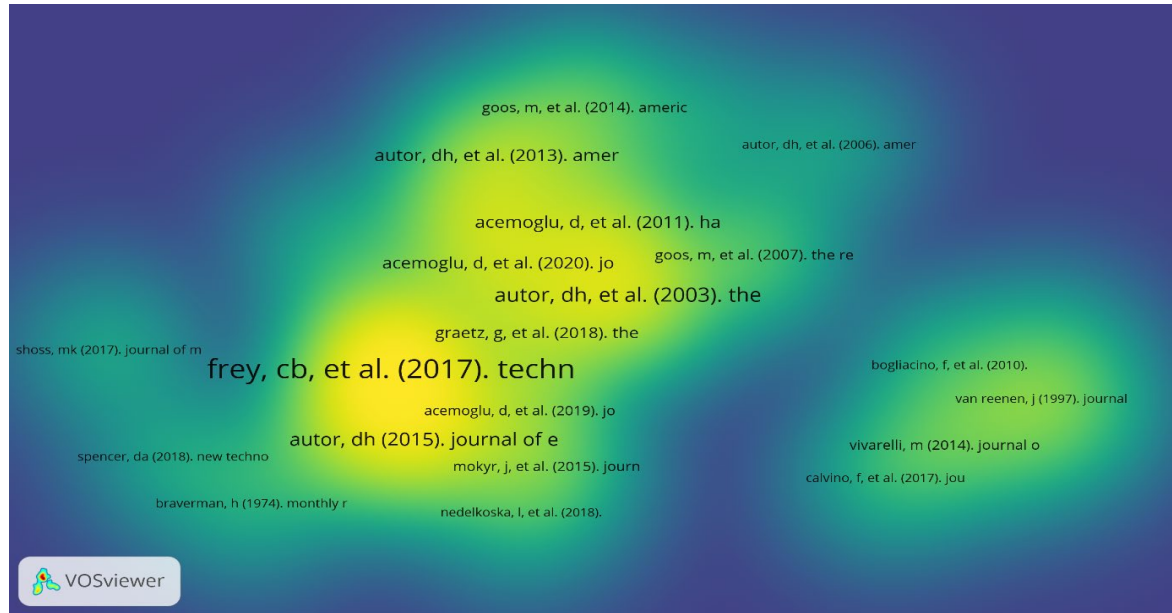 goos, m, et al. (2014). americ
autor, dh, et al. (2006). amer
autor, dh, et al. (2013). amer
acemoglu, d, et al. (2011). ha
goos, m, et al. (2007). the re
acemoglu, d, et al. (2020). jo
autor, dh, et al. (2003). the
graetz, g, et al. (2018). the
shoss, mk (2017). journal of m
frey, cb, et al. (2017). techn
bogliacino, f, et al. (2010).
van reenen, j (1997). journal
acemoglu, d, et al. (2019). jo
autor, dh (2015). journal of e
vivarelli, m (2014). journal o
spencer, da (2018). new techno
mokyr, j, et al. (2015). journ
calvino, f, et al. (2017). jou
braverman, h (1974). monthly r
nedelkoska, l, et al. (2018).
VOSviewer